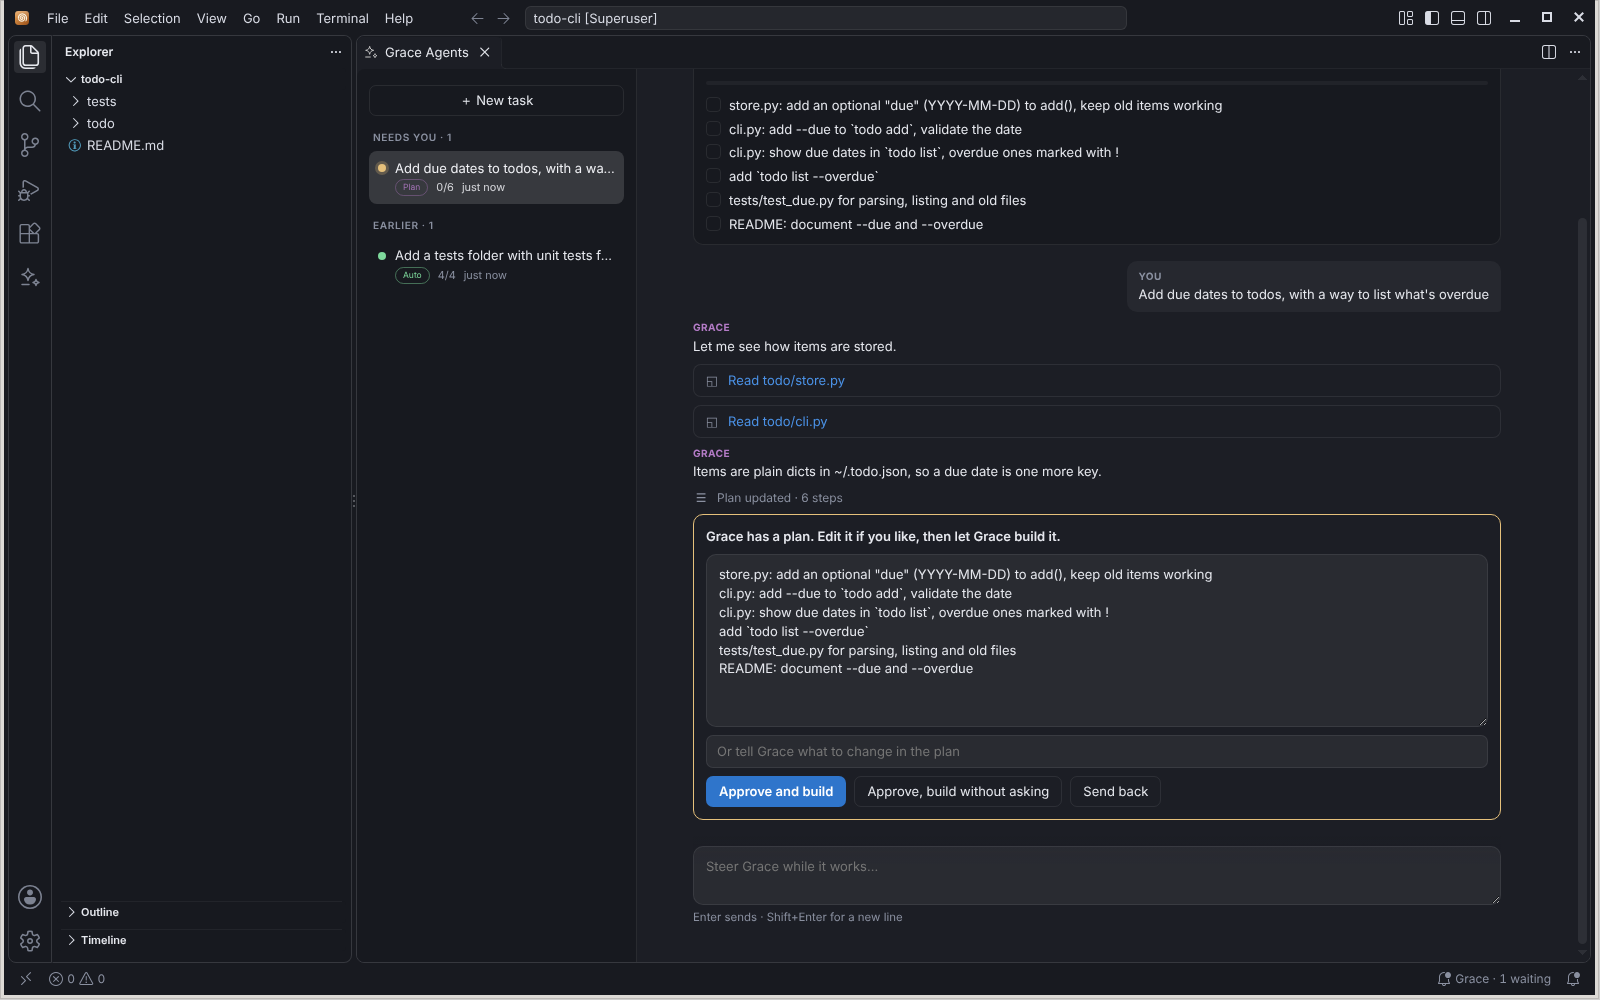 File Edit Selection View Go Run Terminal Help
todo-cli [Superuser]
Explorer
todo-cli
tests
todo
README.md
Outline
Timeline
Grace Agents
+ New task
NEEDS YOU · 1
Add due dates to todos, with a wa...
Plan 0/6 just now
EARLIER · 1
Add a tests folder with unit tests f...
Auto 4/4 just now
store.py: add an optional "due" (YYYY-MM-DD) to add(), keep old items working
cli.py: add --due to `todo add`, validate the date
cli.py: show due dates in `todo list`, overdue ones marked with !
add `todo list --overdue`
tests/test_due.py for parsing, listing and old files
README: document --due and --overdue
YOU
Add due dates to todos, with a way to list what's overdue
GRACE
Let me see how items are stored.
Read todo/store.py
Read todo/cli.py
GRACE
Items are plain dicts in ~/.todo.json, so a due date is one more key.
Plan updated · 6 steps
Grace has a plan. Edit it if you like, then let Grace build it.
store.py: add an optional "due" (YYYY-MM-DD) to add(), keep old items working
cli.py: add --due to `todo add`, validate the date
cli.py: show due dates in `todo list`, overdue ones marked with !
add `todo list --overdue`
tests/test_due.py for parsing, listing and old files
README: document --due and --overdue
Or tell Grace what to change in the plan
Approve and build
Approve, build without asking
Send back
Steer Grace while it works...
Enter sends · Shift+Enter for a new line
0 0
Grace · 1 waiting